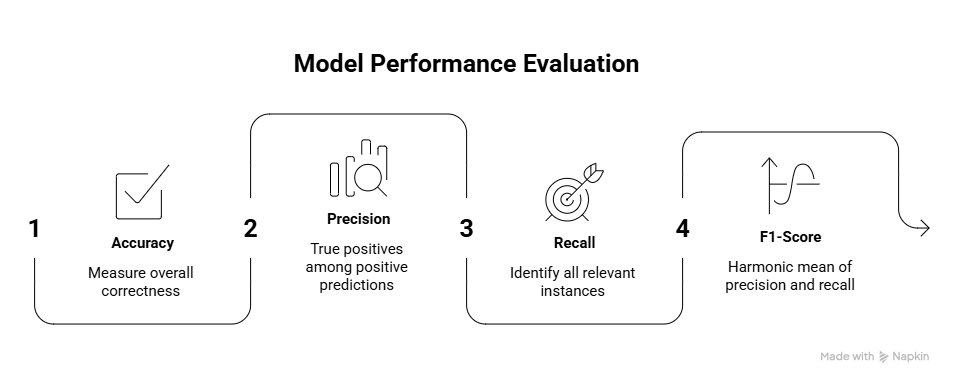 Model Performance Evaluation
1
Accuracy
Measure overall
correctness
2
Precision
True positives
among positive
predictions
3
Recall
Identify all relevant
instances
4
F1-Score
Harmonic mean of
precision and recall
Made with Napkin